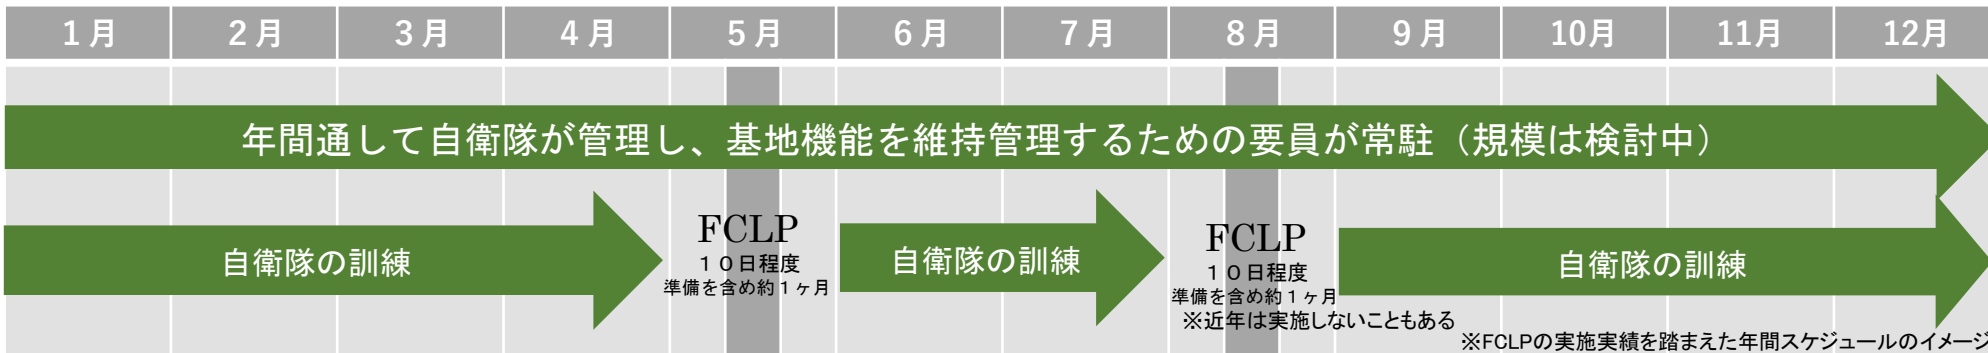 1月 2月 3月 4月 5月 6月 7月 8月 9月 10月 11月 12月
年間通して自衛隊が管理し、基地機能を維持管理するための要員が常駐（規模は検討中）
自衛隊の訓練
FCLP
１０日程度
準備を含め約１ヶ月
自衛隊の訓練
FCLP
１０日程度
準備を含め約１ヶ月
※近年は実施しないこともある
自衛隊の訓練
※FCLPの実施実績を踏まえた年間スケジュールのイメージ